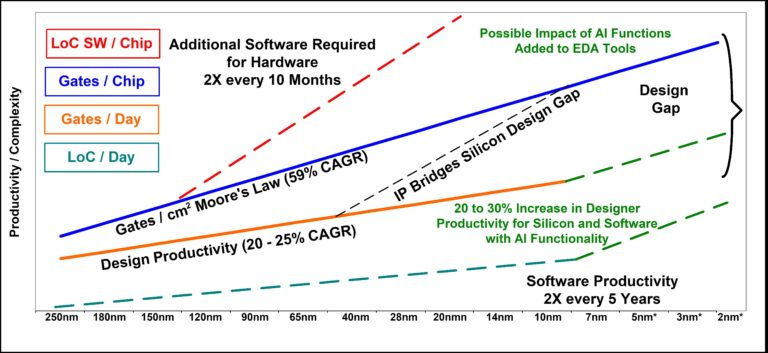 LoC SW / Chip
Gates / Chip
Gates / Day
LoC / Day
Additional Software Required
for Hardware
2X every 10 Months
Possible Impact of AI Functions
Added to EDA Tools
Design
Gap
Productivity / Complexity
Gates / cm² Moore's Law (59% CAGR)
IP Bridges Silicon Design Gap
Design Productivity (20 - 25% CAGR)
20 to 30% Increase in Designer
Productivity for Silicon and Software
with AI Functionality
Software Productivity
2X every 5 Years
250nm 180nm 150nm 120nm 90nm 65nm 40nm 28nm 20nm 14nm 10nm 7nm 5nm* 3nm* 2nm*